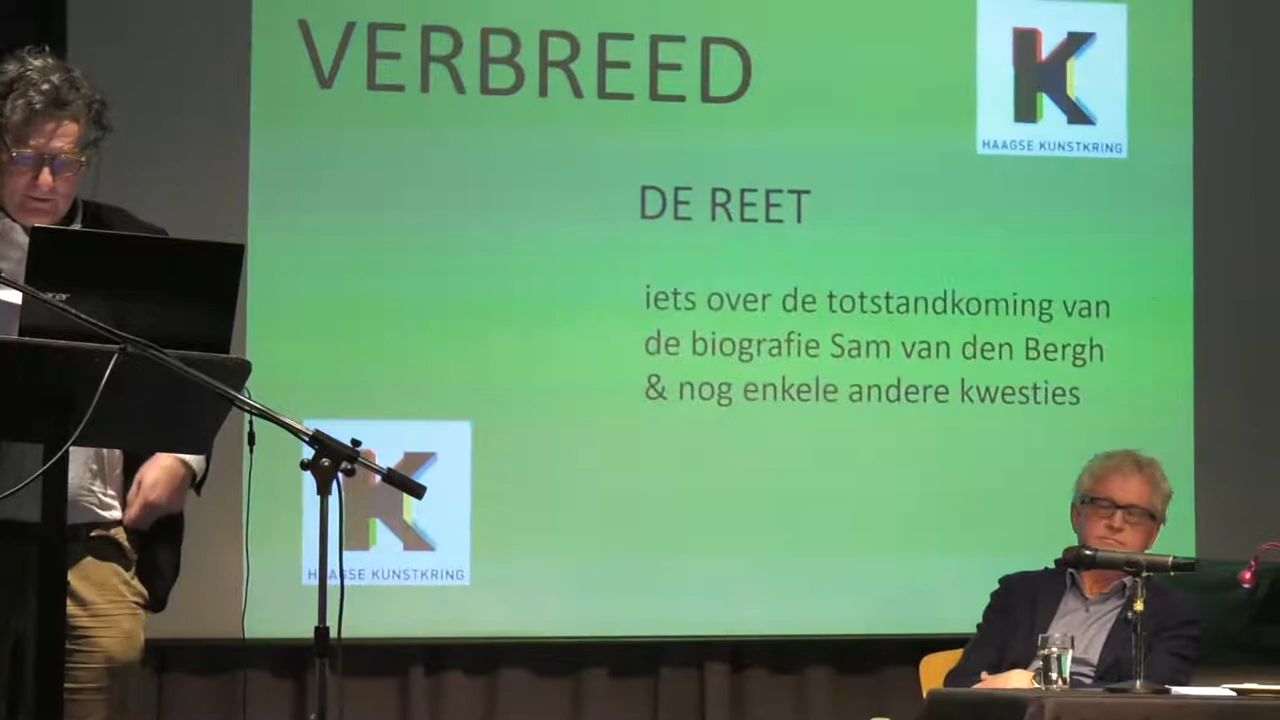 VERBREED
HAAGSE KUNSTKRING
DE REET
iets over de totstandkoming van
de biografie Sam van den Bergh
& nog enkele andere kwesties
HAAGSE KUNSTKRING
acer